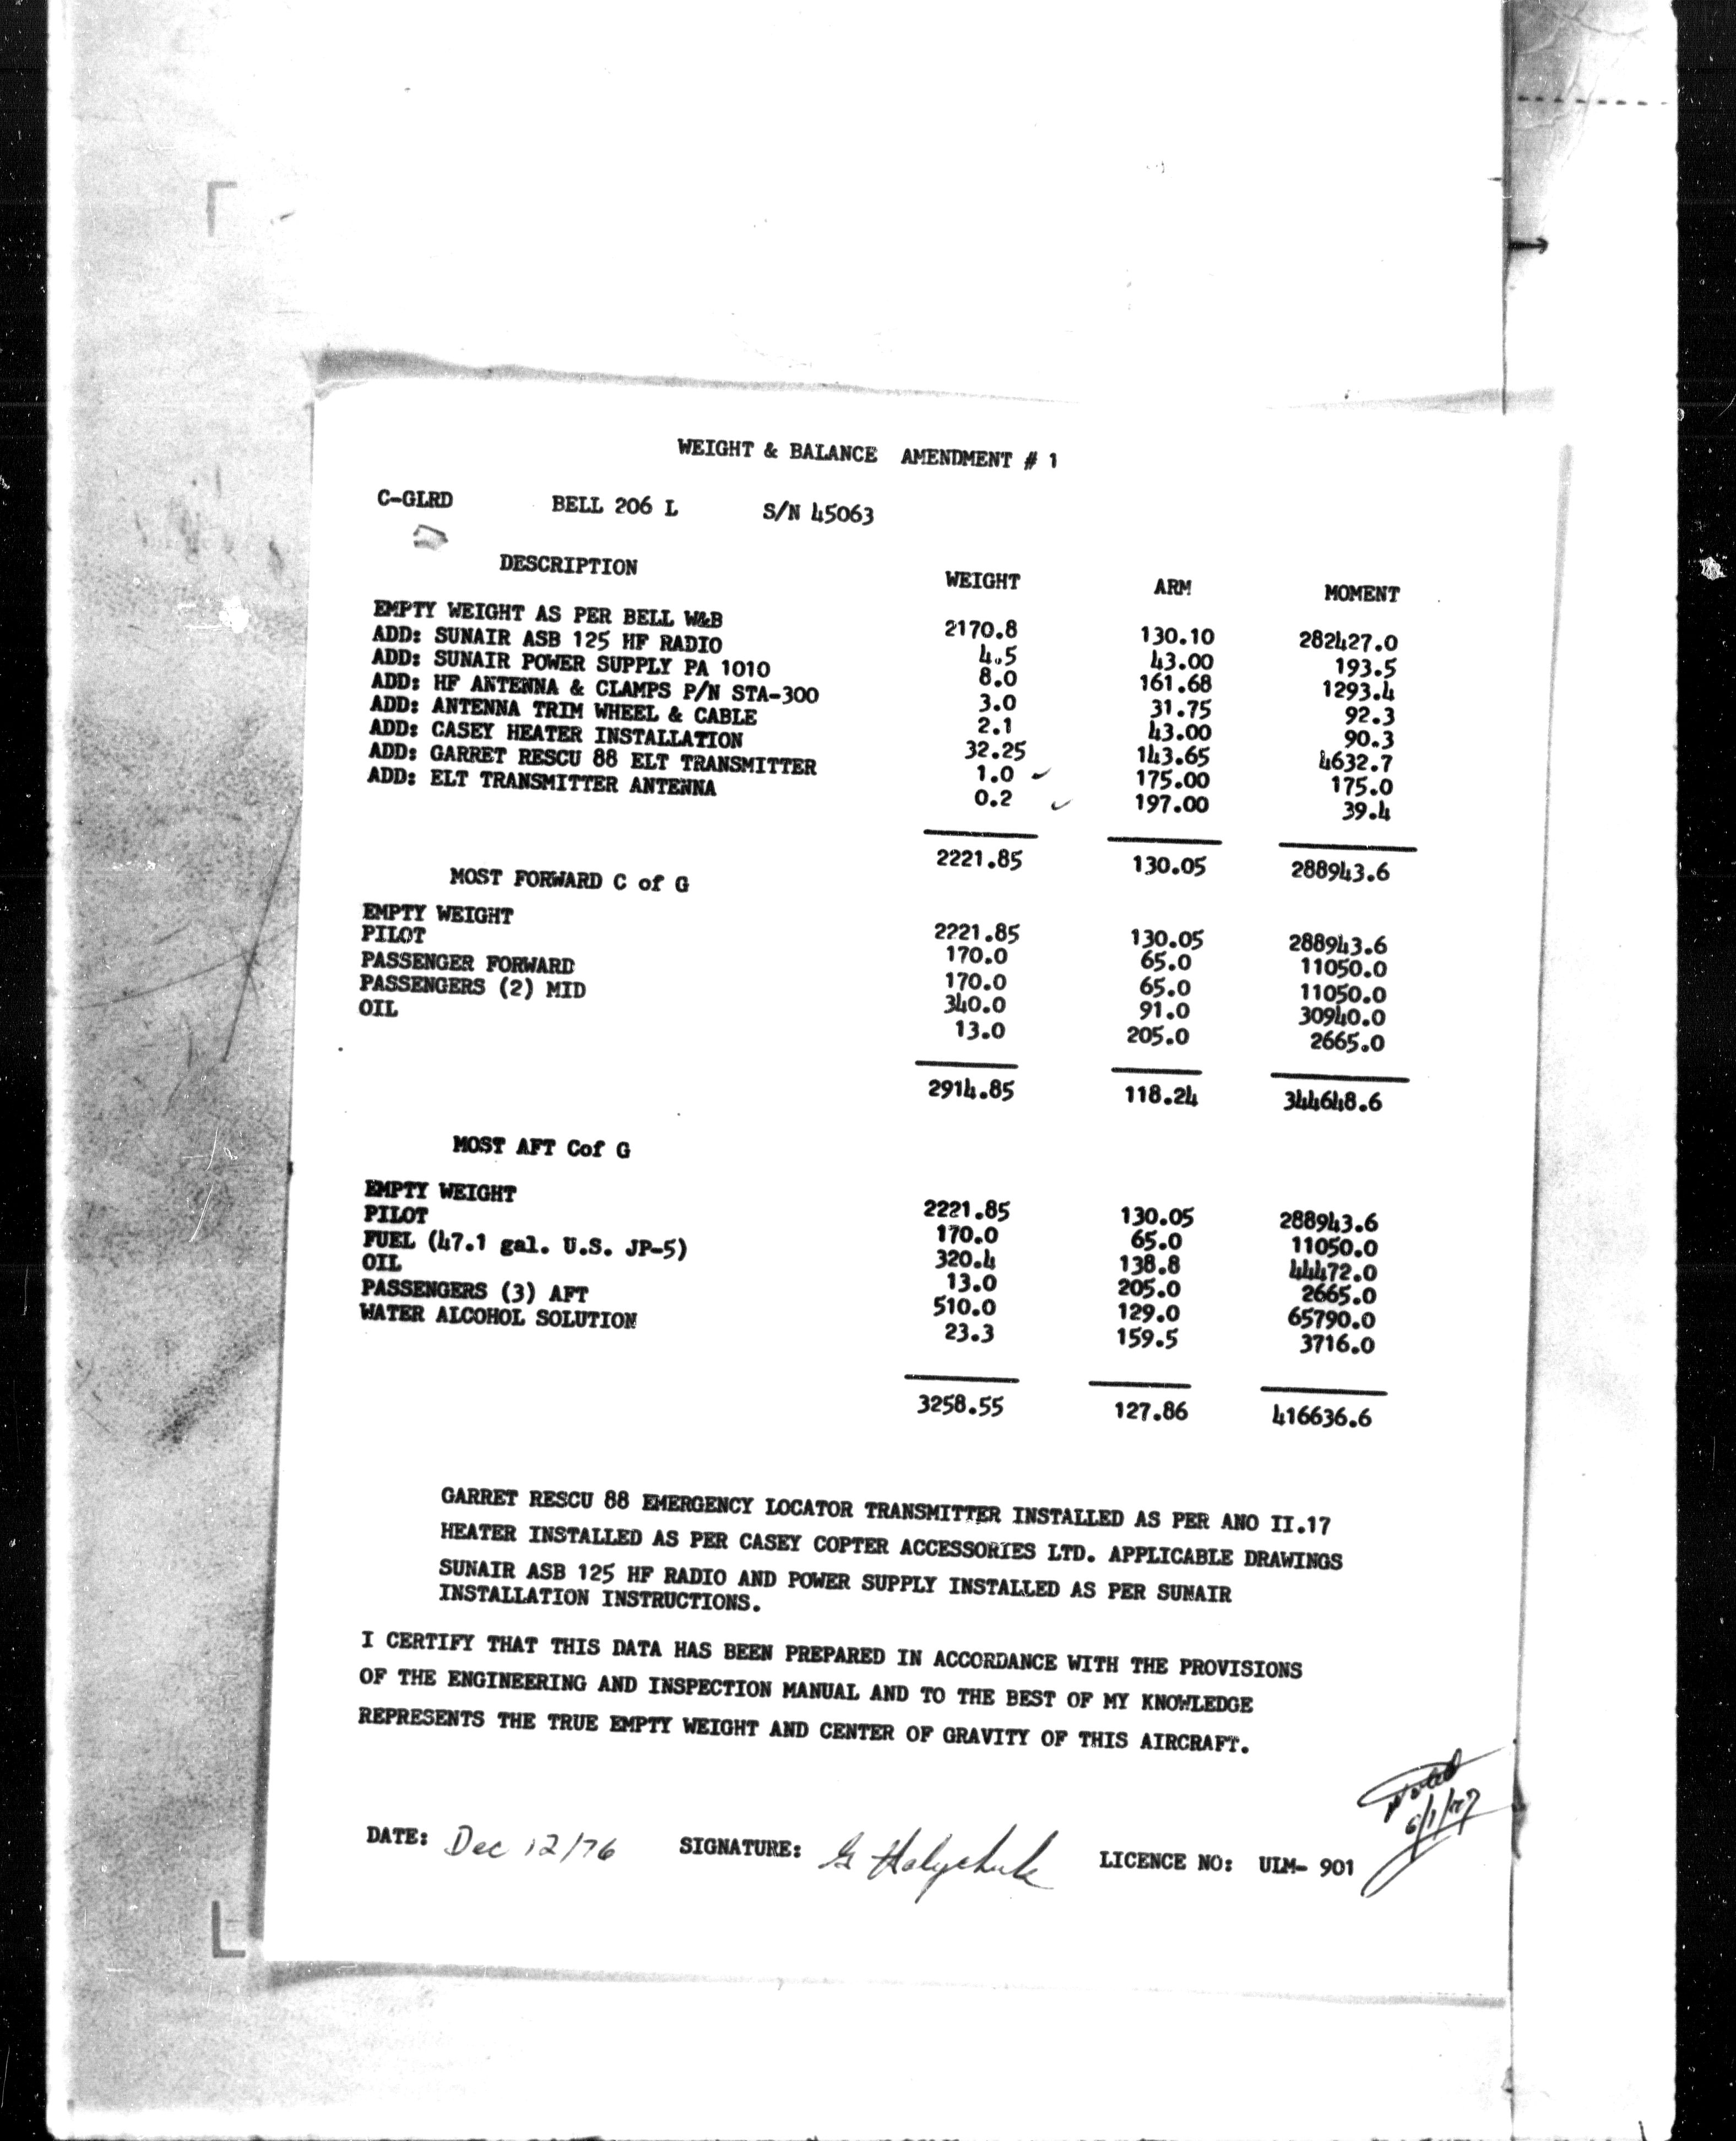 WEIGHT & BALANCE AMENDMENT # 1
C-GLRD BELL 206 L S/N 45063
DESCRIPTION WEIGHT ARM MOMENT
EMPTY WEIGHT AS PER BELL W&B 2170.8 130.10 282427.0
ADD: SUNAIR ASB 125 HF RADIO 4.5 43.00 193.5
ADD: SUNAIR POWER SUPPLY PA 1010 8.0 161.68 1293.4
ADD: HF ANTENNA & CLAMPS P/N STA-300 3.0 31.75 92.3
ADD: ANTENNA TRIM WHEEL & CABLE 2.1 43.00 90.3
ADD: CASEY HEATER INSTALLATION 32.25 143.65 4632.7
ADD: GARRET RESCU 88 ELT TRANSMITTER 1.0 175.00 175.0
ADD: ELT TRANSMITTER ANTENNA 0.2 197.00 39.4
2221.85 130.05 288943.6
MOST FORWARD C of G
EMPTY WEIGHT 2221.85 130.05 288943.6
PILOT 170.0 65.0 11050.0
PASSENGER FORWARD 170.0 65.0 11050.0
PASSENGERS (2) MID 340.0 91.0 30940.0
OIL 13.0 205.0 2665.0
2914.85 118.24 344648.6
MOST AFT Cof G
EMPTY WEIGHT 2221.85 130.05 288943.6
PILOT 170.0 65.0 11050.0
FUEL (47.1 gal. U.S. JP-5) 320.4 138.8 44472.0
OIL 13.0 205.0 2665.0
PASSENGERS (3) AFT 510.0 129.0 65790.0
WATER ALCOHOL SOLUTION 23.3 159.5 3716.0
3258.55 127.86 416636.6
GARRET RESCU 88 EMERGENCY LOCATOR TRANSMITTER INSTALLED AS PER ANO II.17
HEATER INSTALLED AS PER CASEY COPTER ACCESSORIES LTD. APPLICABLE DRAWINGS
SUNAIR ASB 125 HF RADIO AND POWER SUPPLY INSTALLED AS PER SUNAIR
INSTALLATION INSTRUCTIONS.
I CERTIFY THAT THIS DATA HAS BEEN PREPARED IN ACCORDANCE WITH THE PROVISIONS
OF THE ENGINEERING AND INSPECTION MANUAL AND TO THE BEST OF MY KNOWLEDGE
REPRESENTS THE TRUE EMPTY WEIGHT AND CENTER OF GRAVITY OF THIS AIRCRAFT.
6/1/77
DATE: Dec 12/76 SIGNATURE: G Halychuk LICENCE NO: ULM- 901